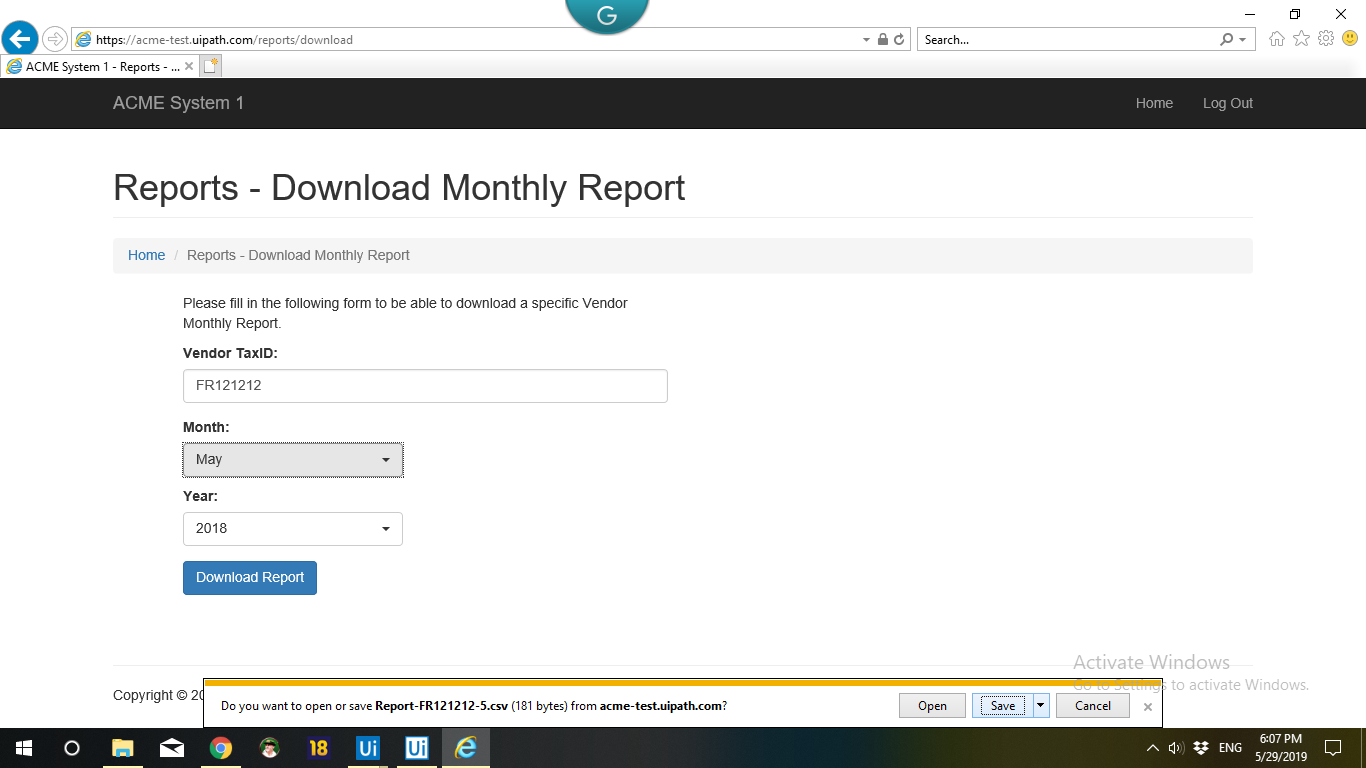 G
https://acme-test.uipath.com/reports/download
Search...
ACME System 1 - Reports - ...
ACME System 1
Home
Log Out
Reports - Download Monthly Report
Home / Reports - Download Monthly Report
Please fill in the following form to be able to download a specific Vendor
Monthly Report.
Vendor TaxID:
FR121212
Month:
May
Year:
2018
Download Report
Activate Windows
Go to Settings to activate Windows.
Copyright © 20
Do you want to open or save Report-FR121212-5.csv (181 bytes) from acme-test.uipath.com?
Open
Save
Cancel
18
Ui
Ui
ENG
6:07 PM
5/29/2019